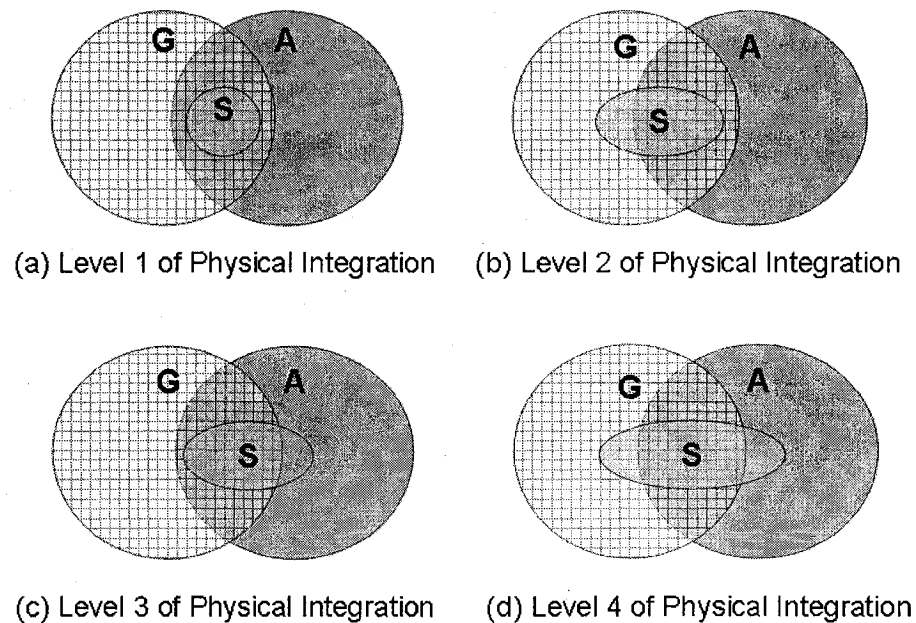 G A
S
G A
S
(a) Level 1 of Physical Integration
(b) Level 2 of Physical Integration
G A
S
G A
S
(c) Level 3 of Physical Integration
(d) Level 4 of Physical Integration